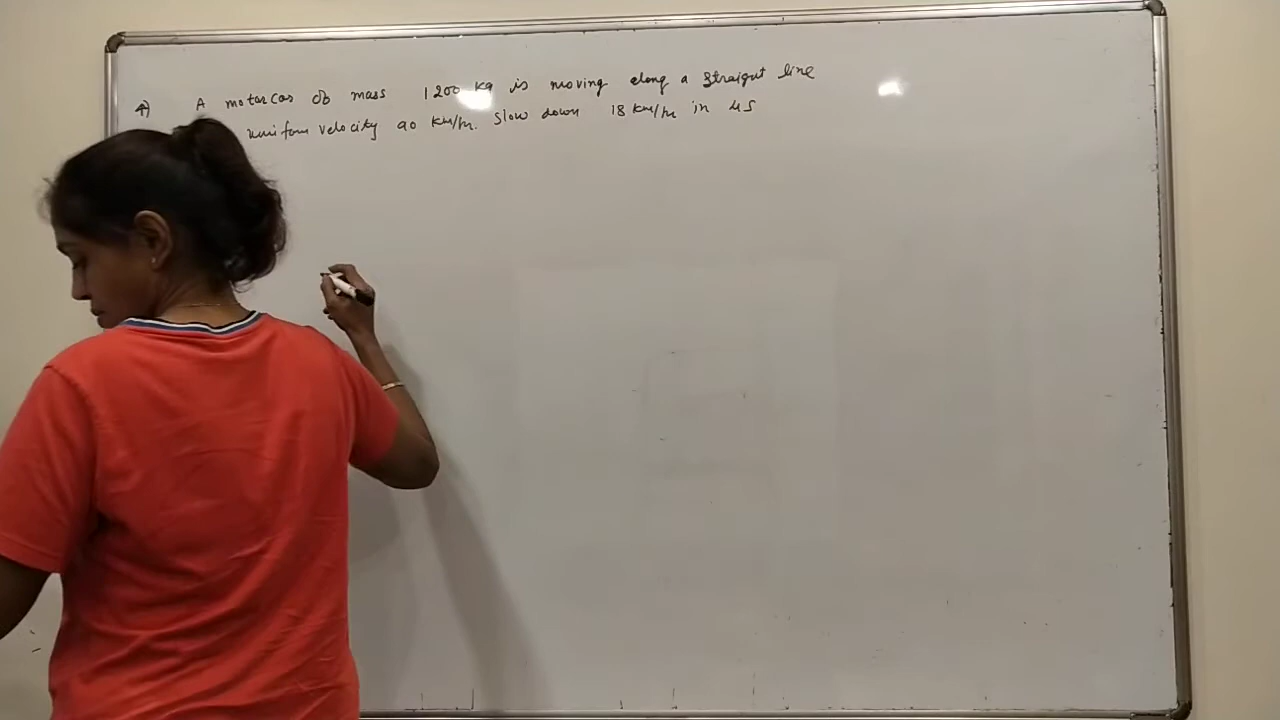 4) A motorcar of mass 1200 kg is moving along a straight line
uniform velocity 90 km/h. Slow down 18 km/h in 4s